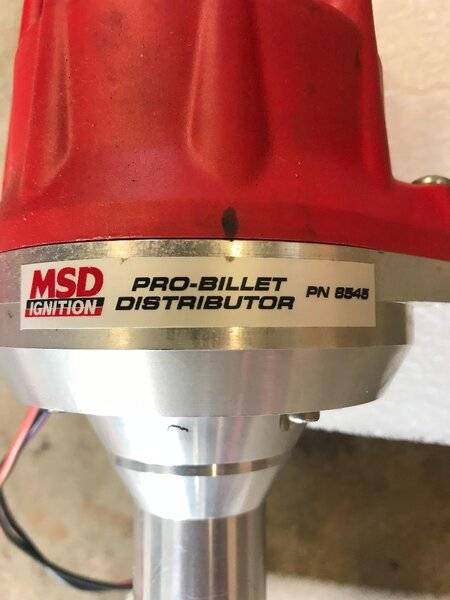 MSD
IGNITION
PRO-BILLET
DISTRIBUTOR
PN 8545